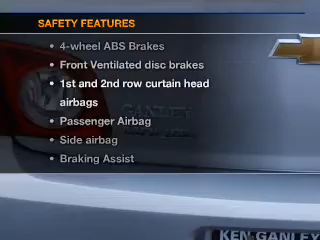 SAFETY FEATURES
• 4-wheel ABS Brakes
• Front Ventilated disc brakes
• 1st and 2nd row curtain head
airbags
• Passenger Airbag
GANLEY
• Side airbag
• Braking Assist
KEN GANLEY